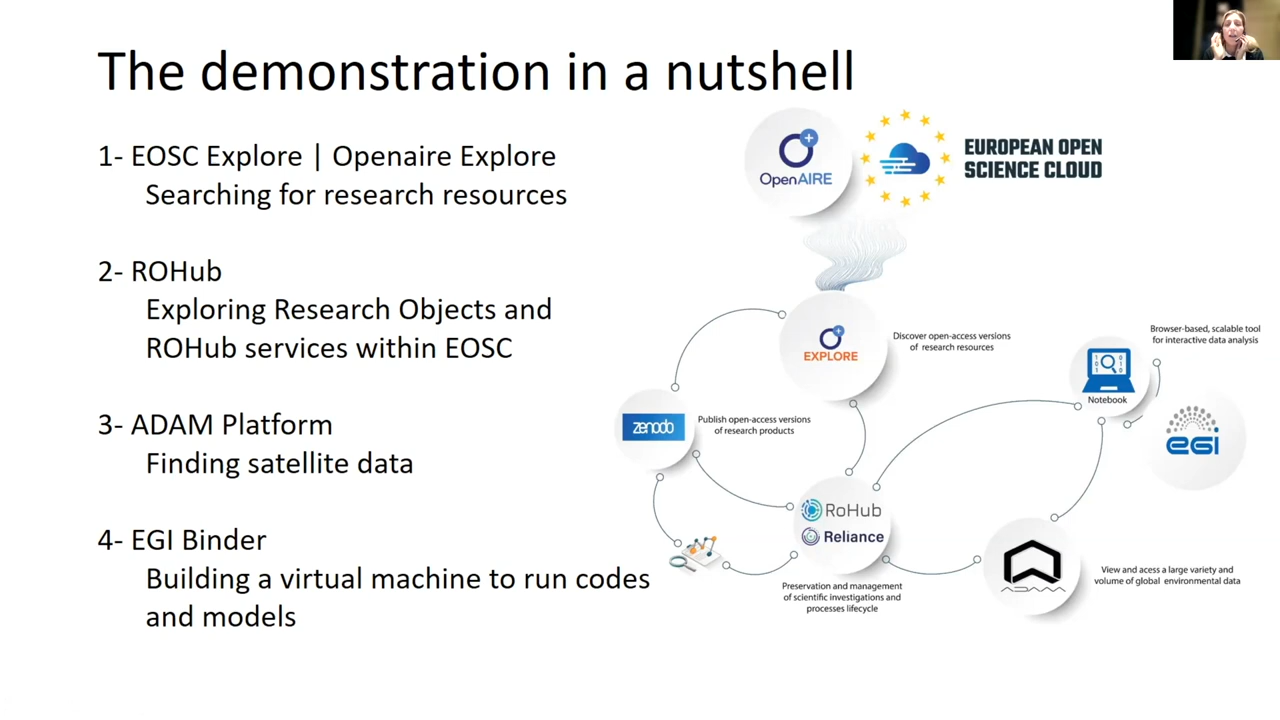 The demonstration in a nutshell
1- EOSC Explore | Openaire Explore
Searching for research resources
2- ROHub
Exploring Research Objects and
ROHub services within EOSC
3- ADAM Platform
Finding satellite data
4- EGI Binder
Building a virtual machine to run codes
and models
OpenAIRE
EUROPEAN OPEN
SCIENCE CLOUD
EXPLORE
Discover open-access versions
of research resources
Browser-based, scalable tool
for interactive data analysis
101 010
Notebook
egi
zenodo
Publish open-access versions
of research products
RoHub
Reliance
Preservation and management
of scientific investigations and
processes lifecycle
View and acess a large variety and
volume of global environmental data